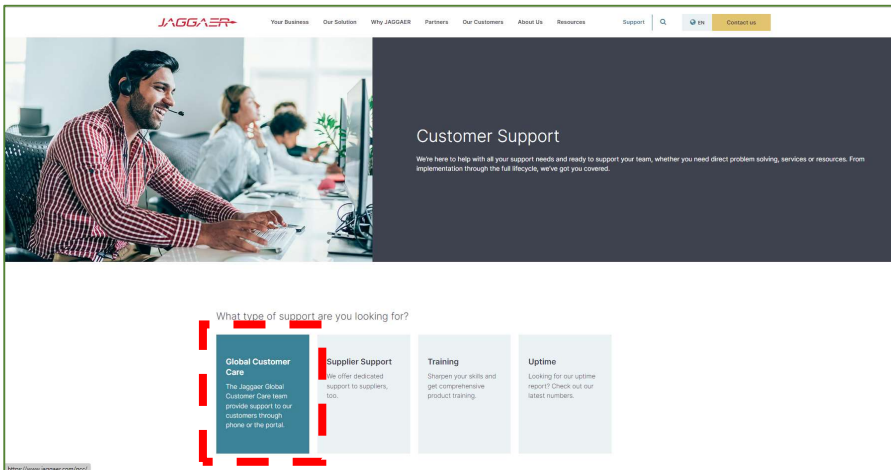 JAGGAER
Your Business
Our Solution
Why JAGGAER
Partners
Our Customers
About Us
Resources
Support
EN
Contact us
Customer Support
We're here to help with all your support needs and ready to support your team, whether you need direct problem solving, services or resources. From
implementation through the full lifecycle, we've got you covered.
What type of support are you looking for?
Global Customer
Care
The Jaggaer Global
Customer Care team
provide support to our
customers through
phone or the portal.
Supplier Support
We offer dedicated
support to suppliers,
too.
Training
Sharpen your skills and
get comprehensive
product training.
Uptime
Looking for our uptime
report? Check out our
latest numbers.
https://www.jaggaer.com/gcc/